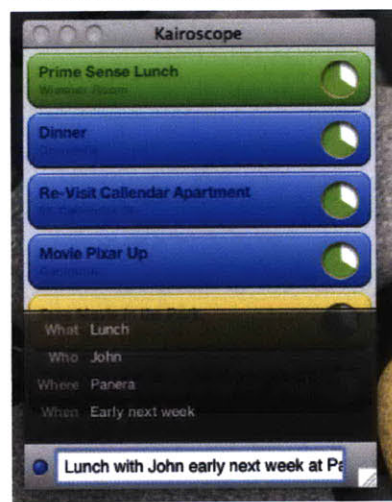 Kairoscope
Prime Sense Lunch
Dinner
Re-Visit Callendar Apartment
Movie Pixar Up
What Lunch
Who John
Where Panera
When Early next week
Lunch with John early next week at Pa